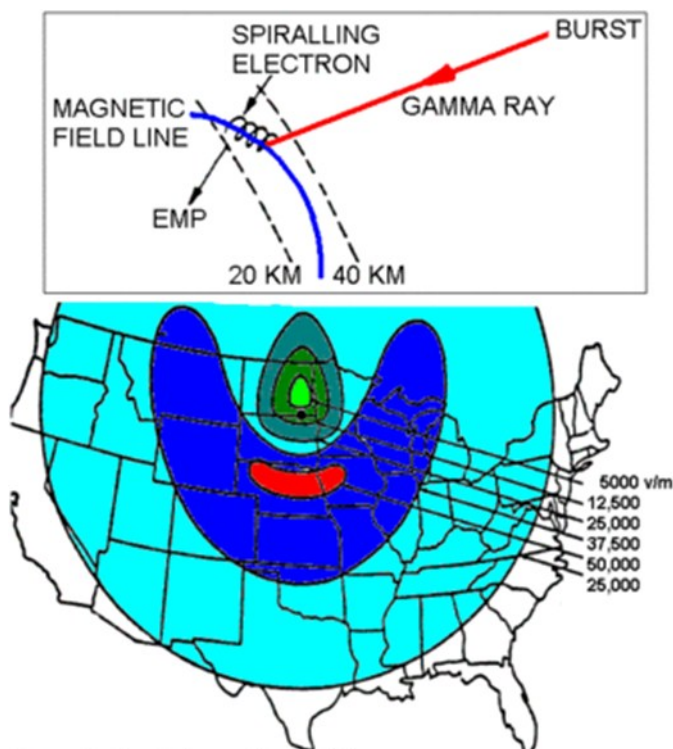 SPIRALLING
ELECTRON
BURST
GAMMA RAY
MAGNETIC
FIELD LINE
EMP
20 KM
40 KM
5000 v/m
12,500
25,000
37,500
50,000
25,000